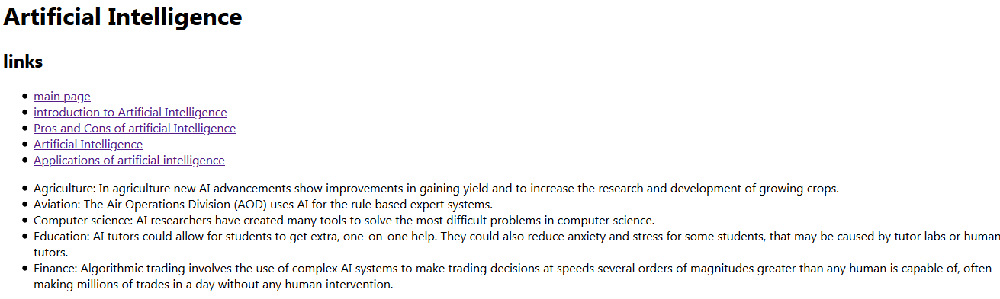 Artificial Intelligence
links
main page
introduction to Artificial Intelligence
Pros and Cons of artificial Intelligence
Artificial Intelligence
Applications of artificial intelligence
Agriculture: In agriculture new AI advancements show improvements in gaining yield and to increase the research and development of growing crops.
Aviation: The Air Operations Division (AOD) uses AI for the rule based expert systems.
Computer science: AI researchers have created many tools to solve the most difficult problems in computer science.
Education: AI tutors could allow for students to get extra, one-on-one help. They could also reduce anxiety and stress for some students, that may be caused by tutor labs or human
tutors.
Finance: Algorithmic trading involves the use of complex AI systems to make trading decisions at speeds several orders of magnitudes greater than any human is capable of, often
making millions of trades in a day without any human intervention.